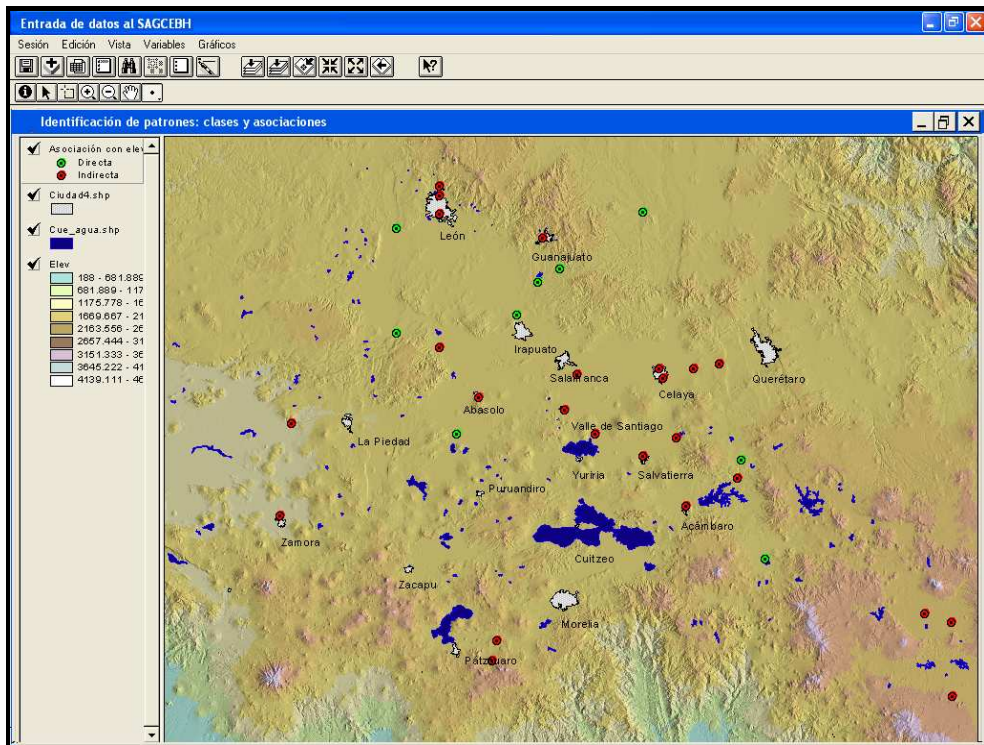 Entrada de datos al SAGCEBH
Sesión Edición Vista Variables Gráficos
Identificación de patrones: clases y asociaciones
Asociación con elev
Directa
Indirecta
Ciudad4.shp
Cue_agua.shp
Elev
188 - 681.889
681.889 - 117
1175.778 - 16
1669.667 - 21
2163.556 - 26
2657.444 - 31
3151.333 - 36
3645.222 - 41
4139.111 - 46
León
Guanajuato
Irapuato
Salamanca
Querétaro
Celaya
Abasolo
Valle de Santiago
La Piedad
Yuriria
Salvatierra
Puruandiro
Acámbaro
Zamora
Cuitzeo
Zacapu
Morelia
Pátzcuaro